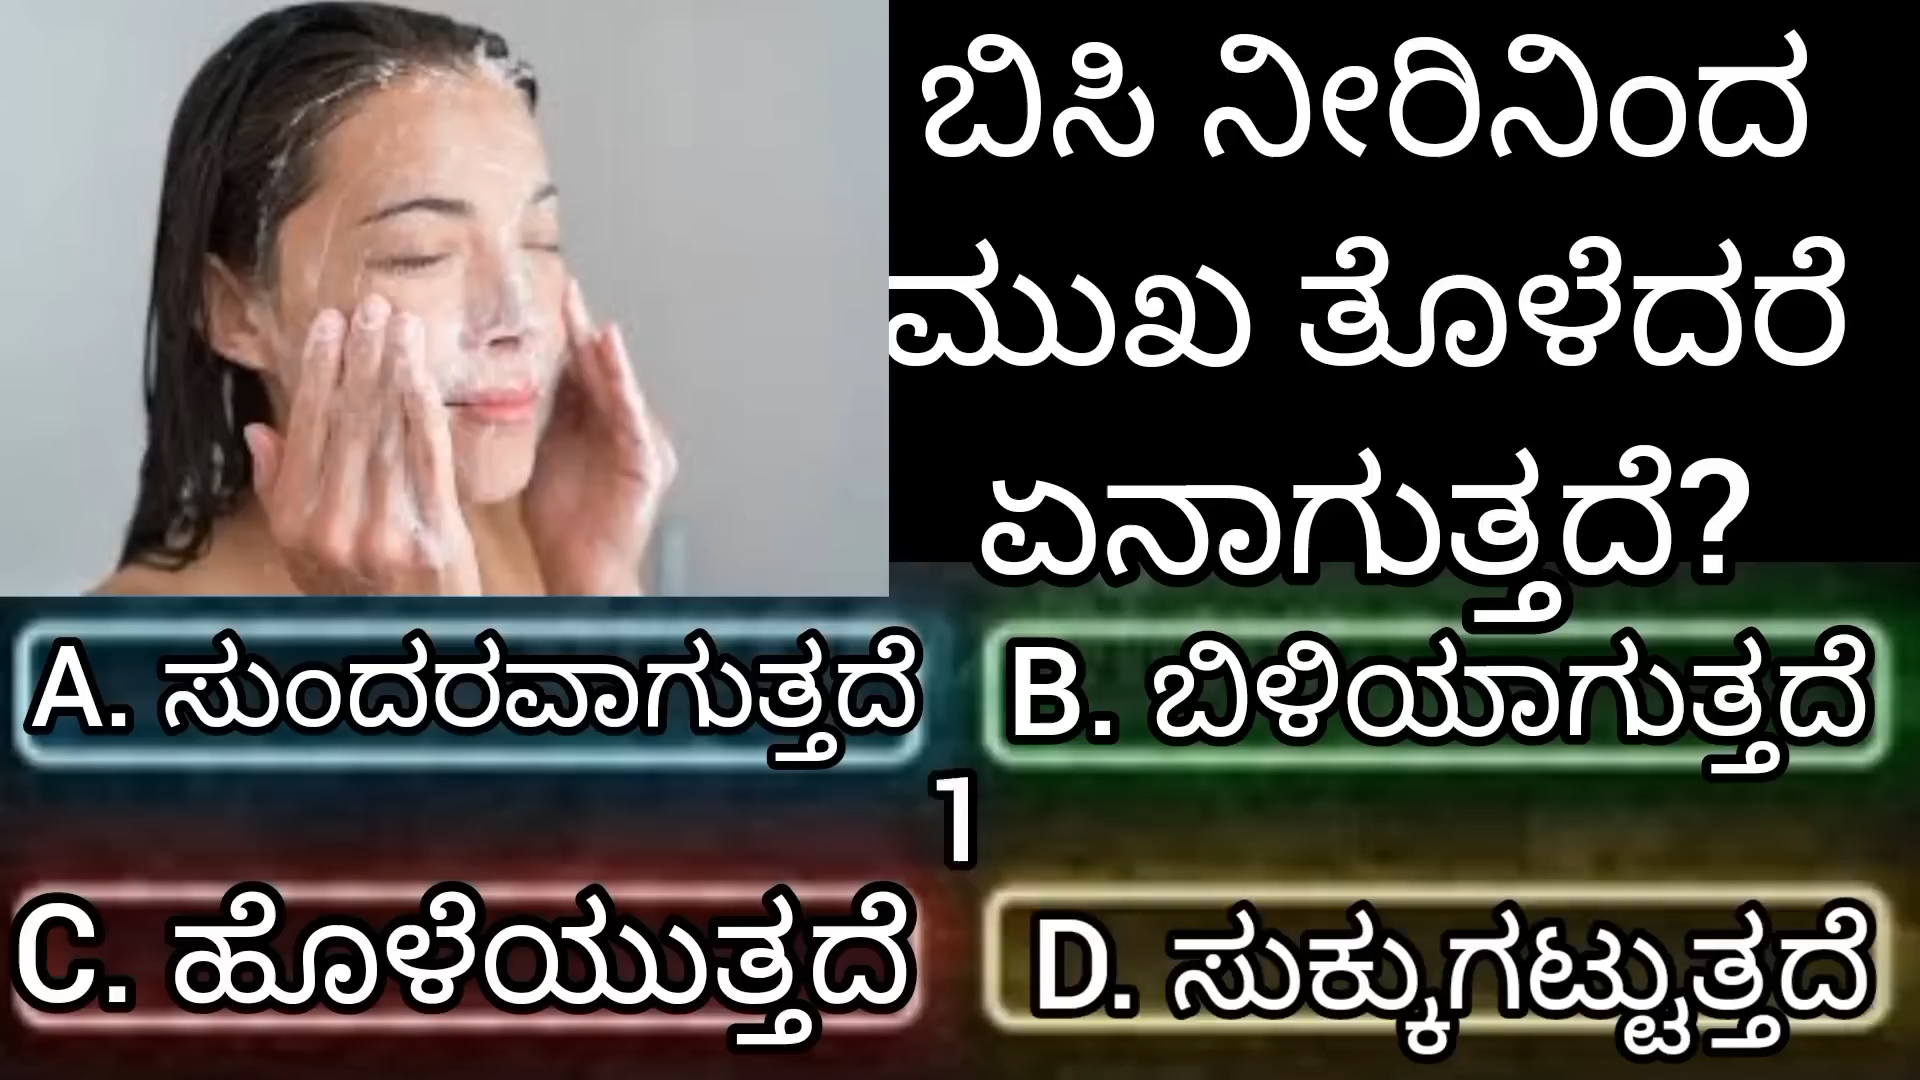 ಬಿಸಿ ನೀರಿನಿಂದ
ಮುಖ ತೊಳೆದರೆ
ಏನಾಗುತ್ತದೆ?
A. ಸುಂದರವಾಗುತ್ತದೆ
B. ಬಿಳಿಯಾಗುತ್ತದೆ
1
C. ಹೊಳೆಯುತ್ತದೆ
D. ಸುಕ್ಕುಗಟ್ಟುತ್ತದೆ